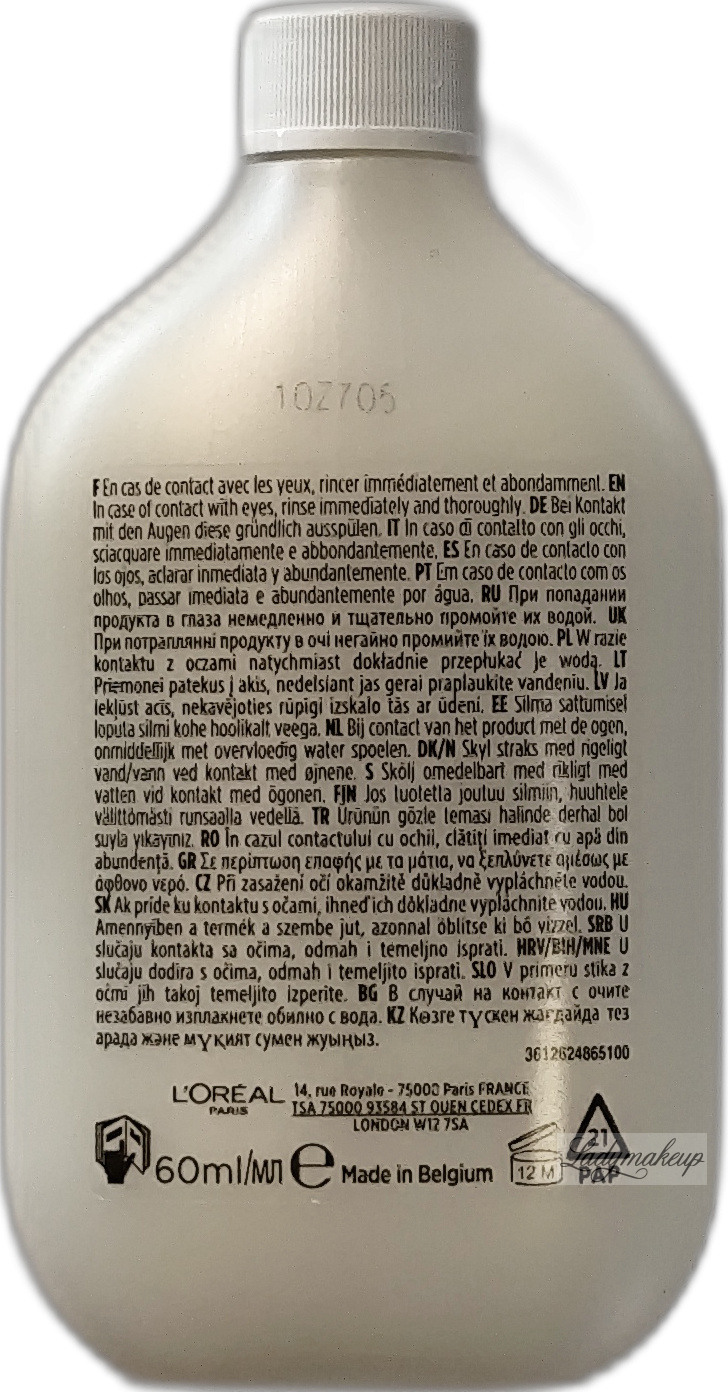 10Z705
F En cas de contact avec les yeux, rincer immédiatement et abondamment. EN
In case of contact with eyes, rinse immediately and thoroughly. DE Bei Kontakt
mit den Augen diese gründlich ausspülen. IT In caso di contatto con gli occhi,
sciacquare immediatamente e abbondantemente. ES En caso de contacto con
los ojos, aclarar inmediata y abundantemente. PT Em caso de contacto com os
olhos, passar imediata e abundantemente por água. RU При попадании
продукта в глаза немедленно и тщательно промойте их водой. UK
При потраплянні продукту в очі негайно промийте їх водою. PL W razie
kontaktu z oczami natychmiast dokładnie przepłukać je wodą. LT
Priemonei patekus į akis, nedelsiant jas gerai praplaukite vandeniu. LV Ja
iekļūst acīs, nekavējoties rūpīgi izskalo tās ar ūdeni. EE Silma sattumisel
loputa silmi kohe hoolikalt veega. NL Bij contact van het product met de ogen,
onmiddellijk met overvloedig water spoelen. DK/N Skyl straks med rigeligt
vand/vann ved kontakt med øjnene. S Skölj omedelbart med rikligt med
vatten vid kontakt med ögonen. FIN Jos tuotetta joutuu silmiin, huuhtele
välittömästi runsaalla vedellä. TR Ürünün gözle teması halinde derhal bol
suyla yıkayınız. RO În cazul contactului cu ochii, clătiți imediat cu apă din
abundență. GR Σε περίπτωση επαφής με τα μάτια, να ξεπλύνετε αμέσως με
άφθονο νερό. CZ Při zasažení očí okamžitě důkladně vypláchněte vodou.
SK Ak príde ku kontaktu s očami, ihneď ich dôkladne vypláchnite vodou. HU
Amennyiben a termék a szembe jut, azonnal öblítse ki bő vízzel. SRB U
slučaju kontakta sa očima, odmah i temeljno isprati. HRV/BIH/MNE U
slučaju dodira s očima, odmah i temeljito isprati. SLO V primeru stika z
očmi jih takoj temeljito izperite. BG В случай на контакт с очите
незабавно изплакнете обилно с вода. KZ Көзге түскен жағдайда тез
арада және мұқият сумен жуыңыз.
3612624865100
L'ORÉAL
PARIS
14, rue Royale - 75008 Paris FRANCE
TSA 75000 93584 ST OUEN CEDEX FR
LONDON W12 7SA
60ml/МЛ e Made in Belgium
12 M
21
PAP
Ladymakeup